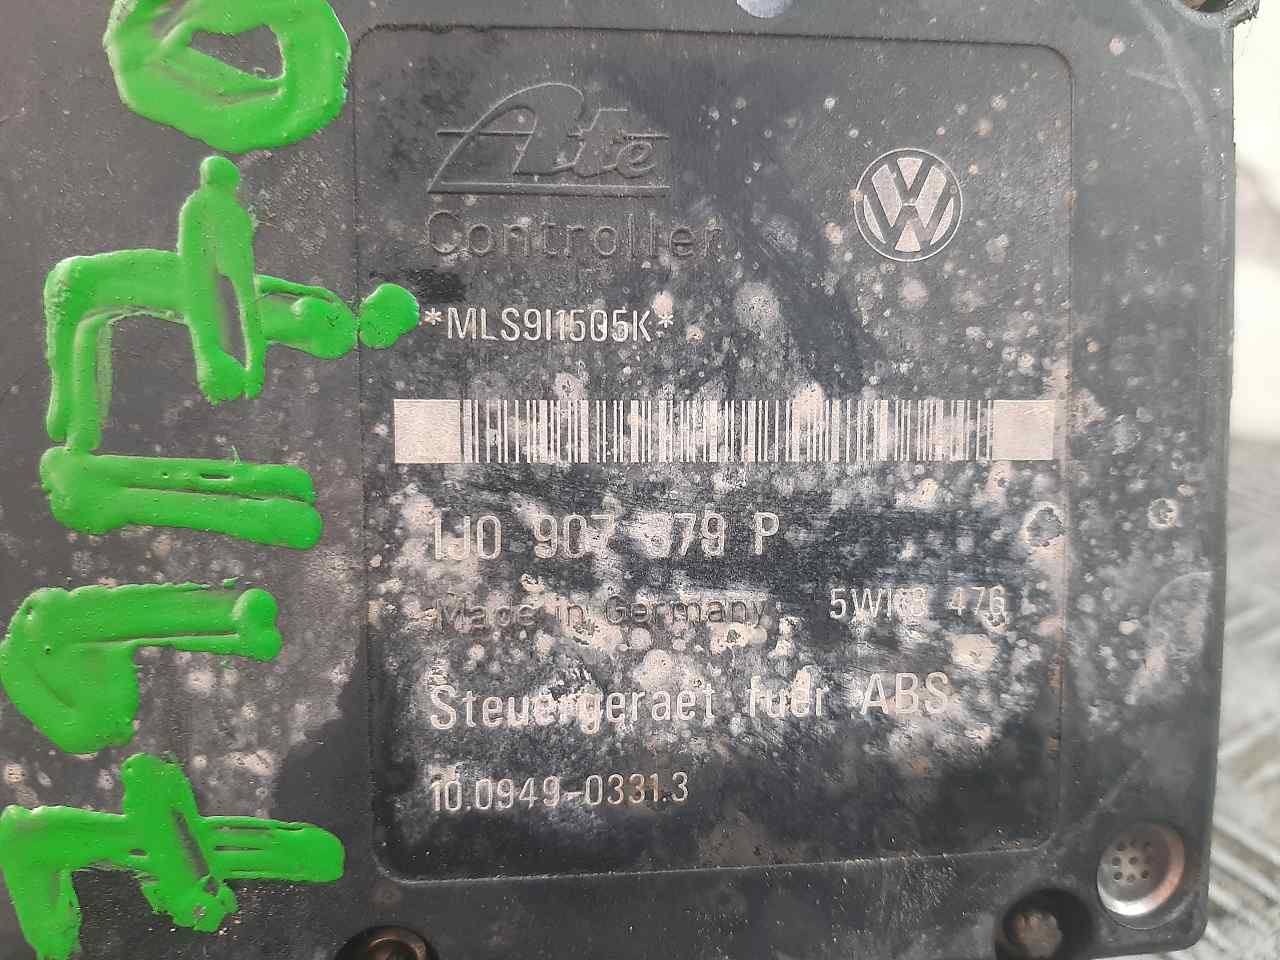 Ate
Controller
*MLS9I1505K*
1J0 907 379 P
Made in Germany 5WK8 476
Steuergeraet fuer ABS
10.0949-0331.3